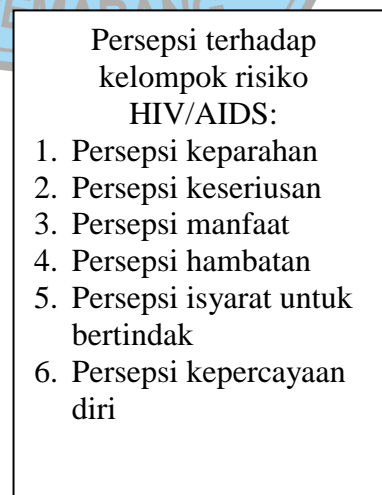 EMARANG
Persepsi terhadap
kelompok risiko
HIV/AIDS:
1. Persepsi keparahan
2. Persepsi keseriusan
3. Persepsi manfaat
4. Persepsi hambatan
5. Persepsi isyarat untuk
bertindak
6. Persepsi kepercayaan
diri